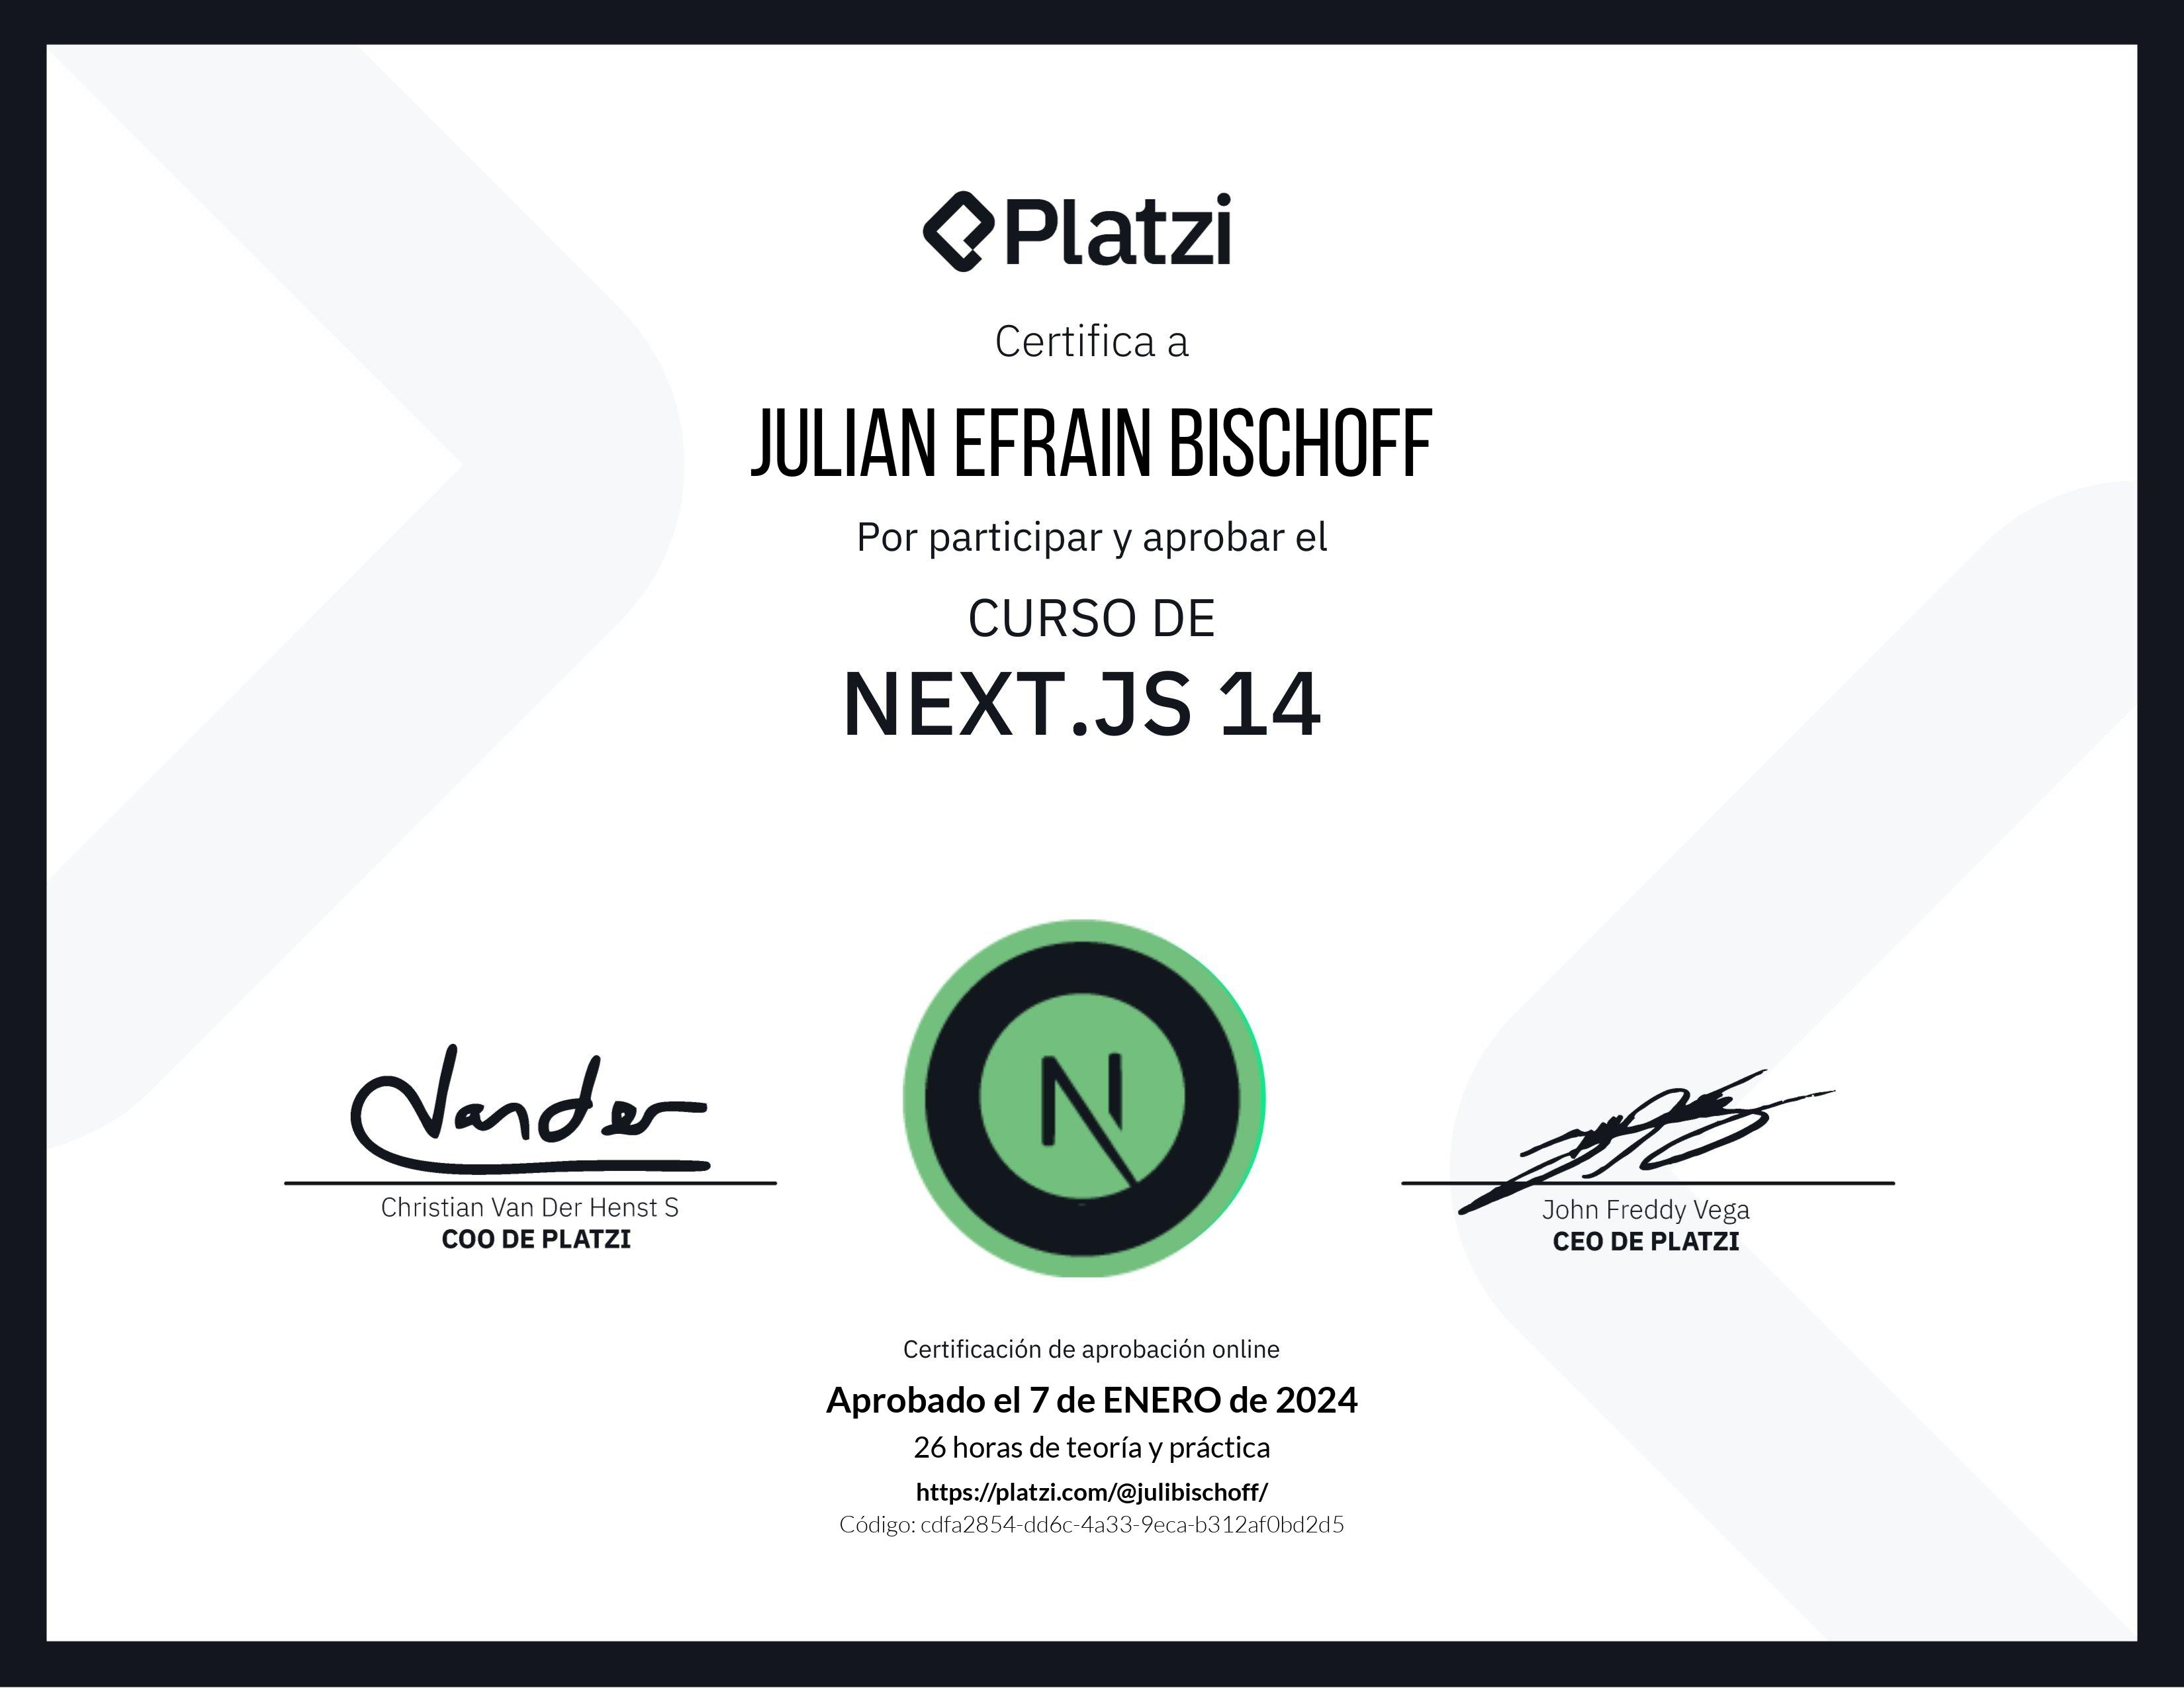 Platzi
Certifica a
JULIAN EFRAIN BISCHOFF
Por participar y aprobar el
CURSO DE
NEXT.JS 14
Vander
Christian Van Der Henst S
COO DE PLATZI
N
John Freddy Vega
CEO DE PLATZI
Certificación de aprobación online
Aprobado el 7 de ENERO de 2024
26 horas de teoría y práctica
https://platzi.com/@julibischoff/
Código: cdfa2854-dd6c-4a33-9eca-b312af0bd2d5